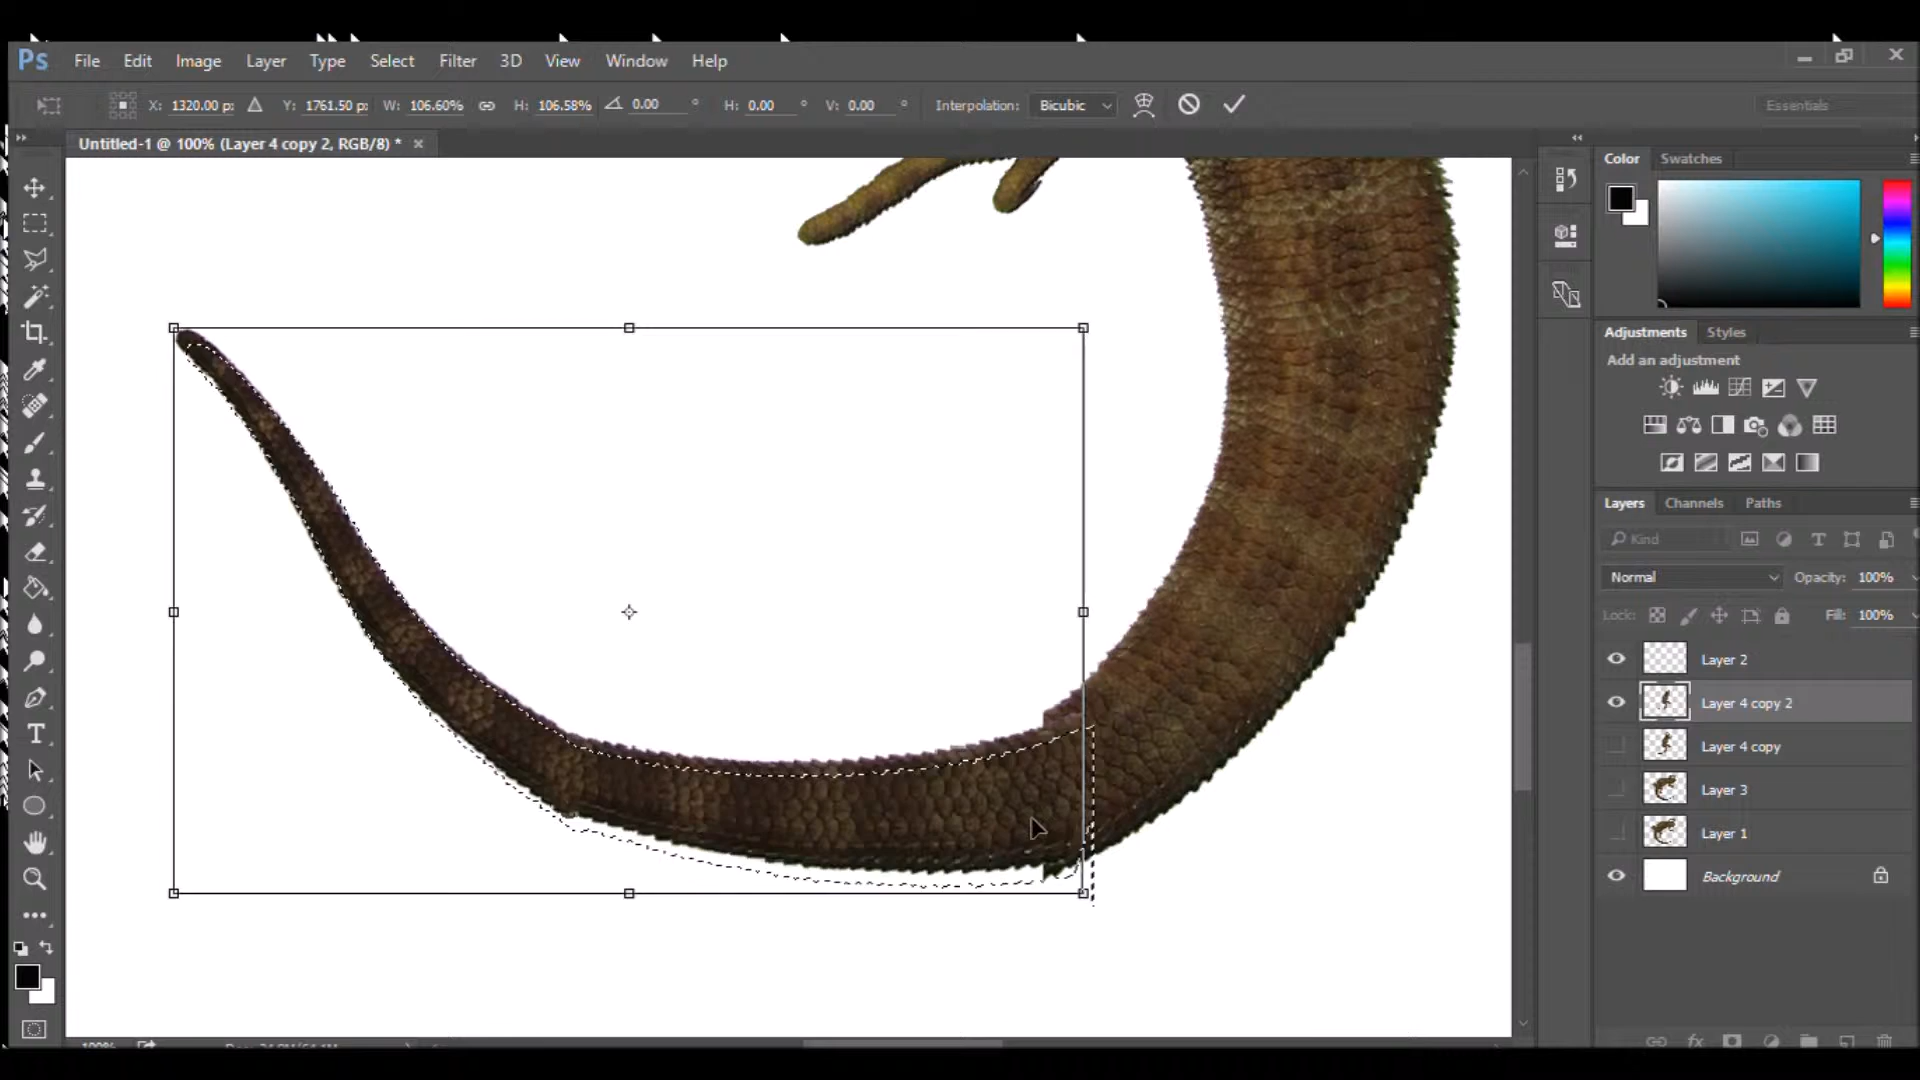 Ps File Edit Image Layer Type Select Filter 3D View Window Help
X: 1320.00 p: Y: 1761.50 p: W: 106.60% H: 106.58% 0.00 ° H: 0.00 ° V: 0.00 ° Interpolation: Bicubic Essentials
Untitled-1 @ 100% (Layer 4 copy 2, RGB/8) *
Color Swatches
Adjustments Styles
Add an adjustment
Layers Channels Paths
Kind
Normal Opacity: 100%
Lock: Fill: 100%
Layer 2
Layer 4 copy 2
Layer 4 copy
Layer 3
Layer 1
Background
fx